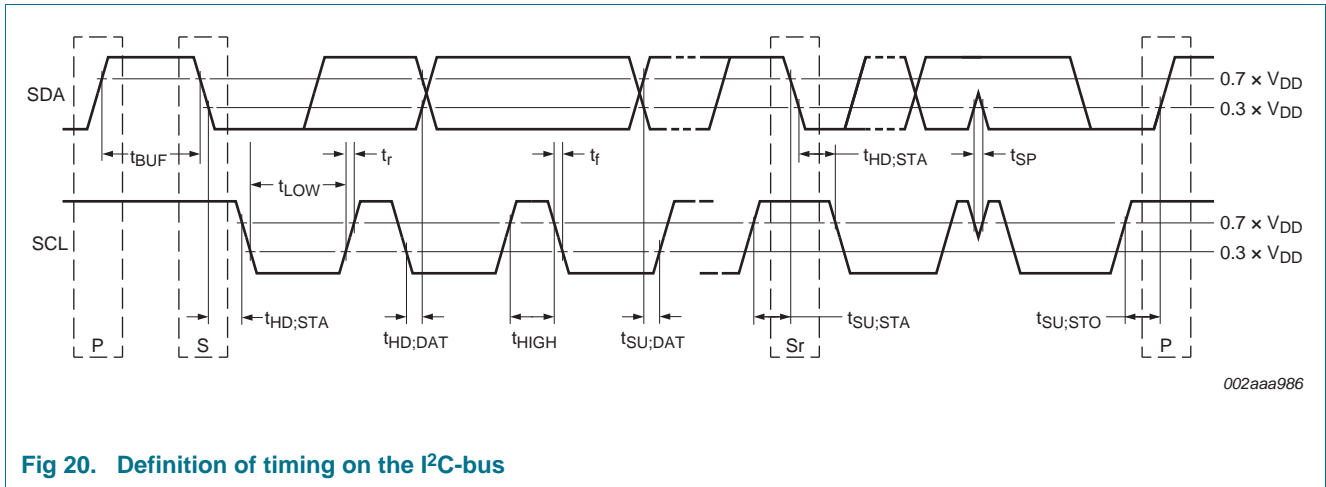 SDA
0.7 × VDD
0.3 × VDD
tBUF
tr
tf
tHD;STA
tSP
tLOW
SCL
0.7 × VDD
0.3 × VDD
tHD;STA
tHD;DAT
tHIGH
tSU;DAT
tSU;STA
tSU;STO
P
S
Sr
P
002aaa986
Fig 20. Definition of timing on the I²C-bus